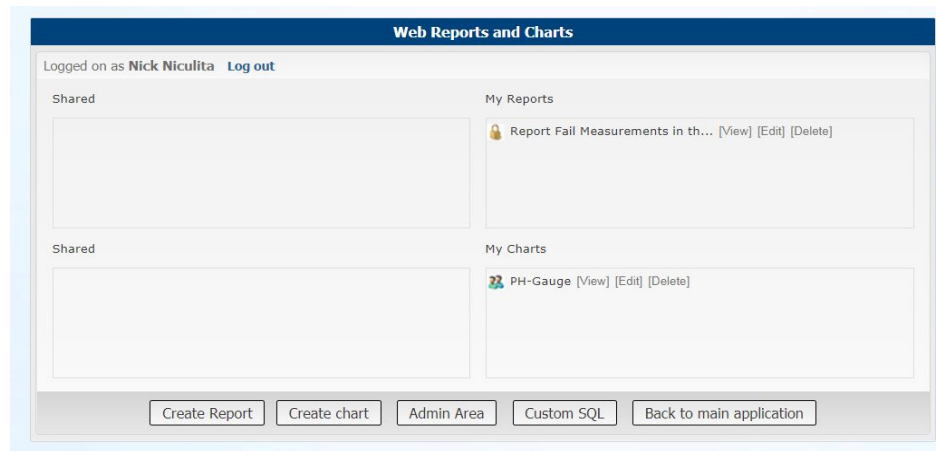 Web Reports and Charts
Logged on as Nick Niculita Log out
Shared
My Reports
Report Fail Measurements in th... [View] [Edit] [Delete]
Shared
My Charts
PH-Gauge [View] [Edit] [Delete]
Create Report Create chart Admin Area Custom SQL Back to main application